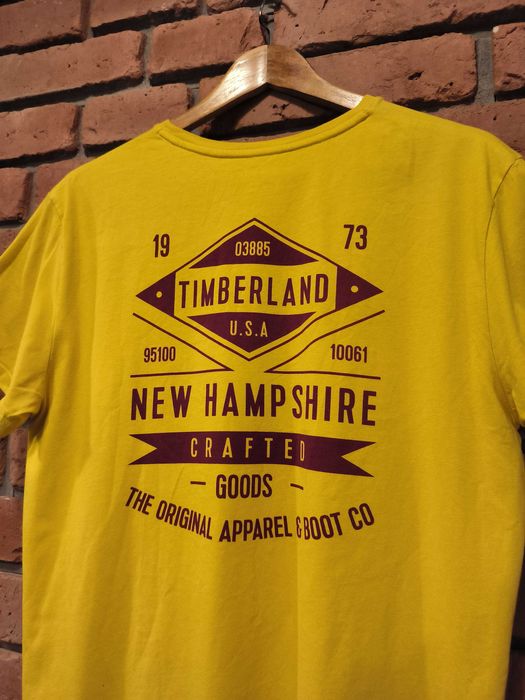 19 03885 73
TIMBERLAND
U.S.A
95100 10061
NEW HAMPSHIRE
CRAFTED
- GOODS -
THE ORIGINAL APPAREL & BOOT CO